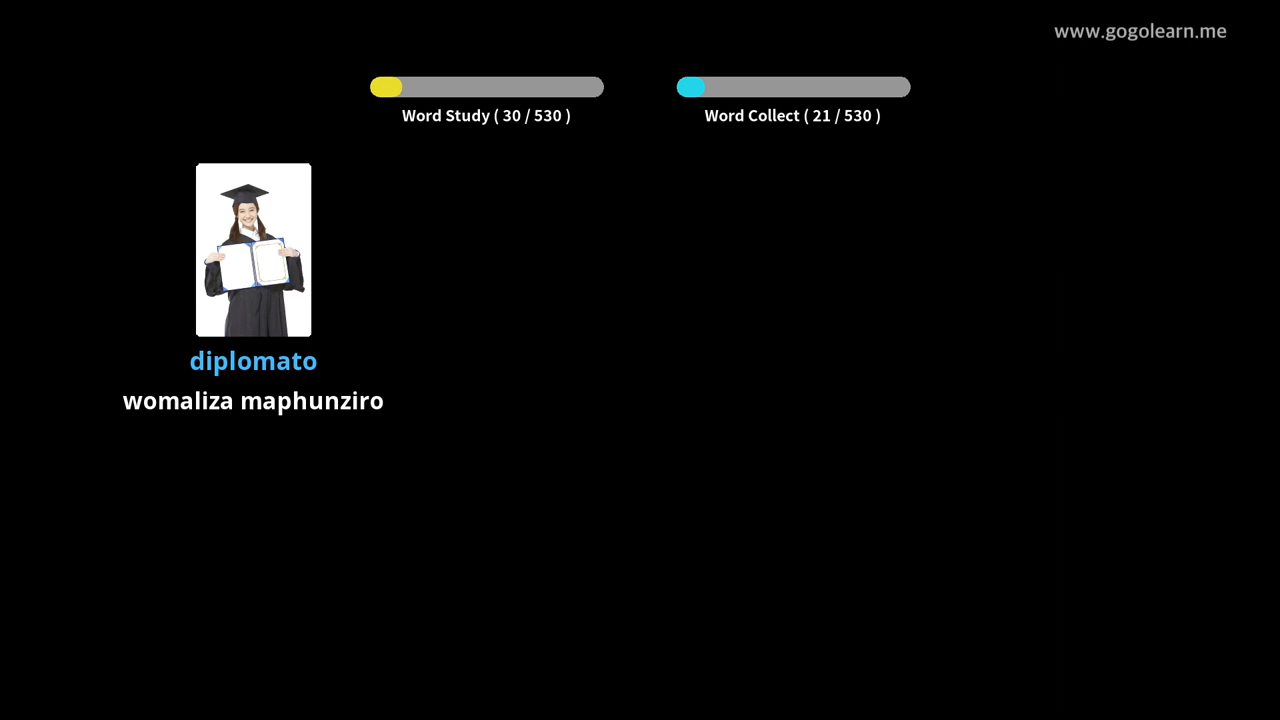 www.gogolearn.me
Word Study ( 30 / 530 )
Word Collect ( 21 / 530 )
diplomato
womaliza maphunziro